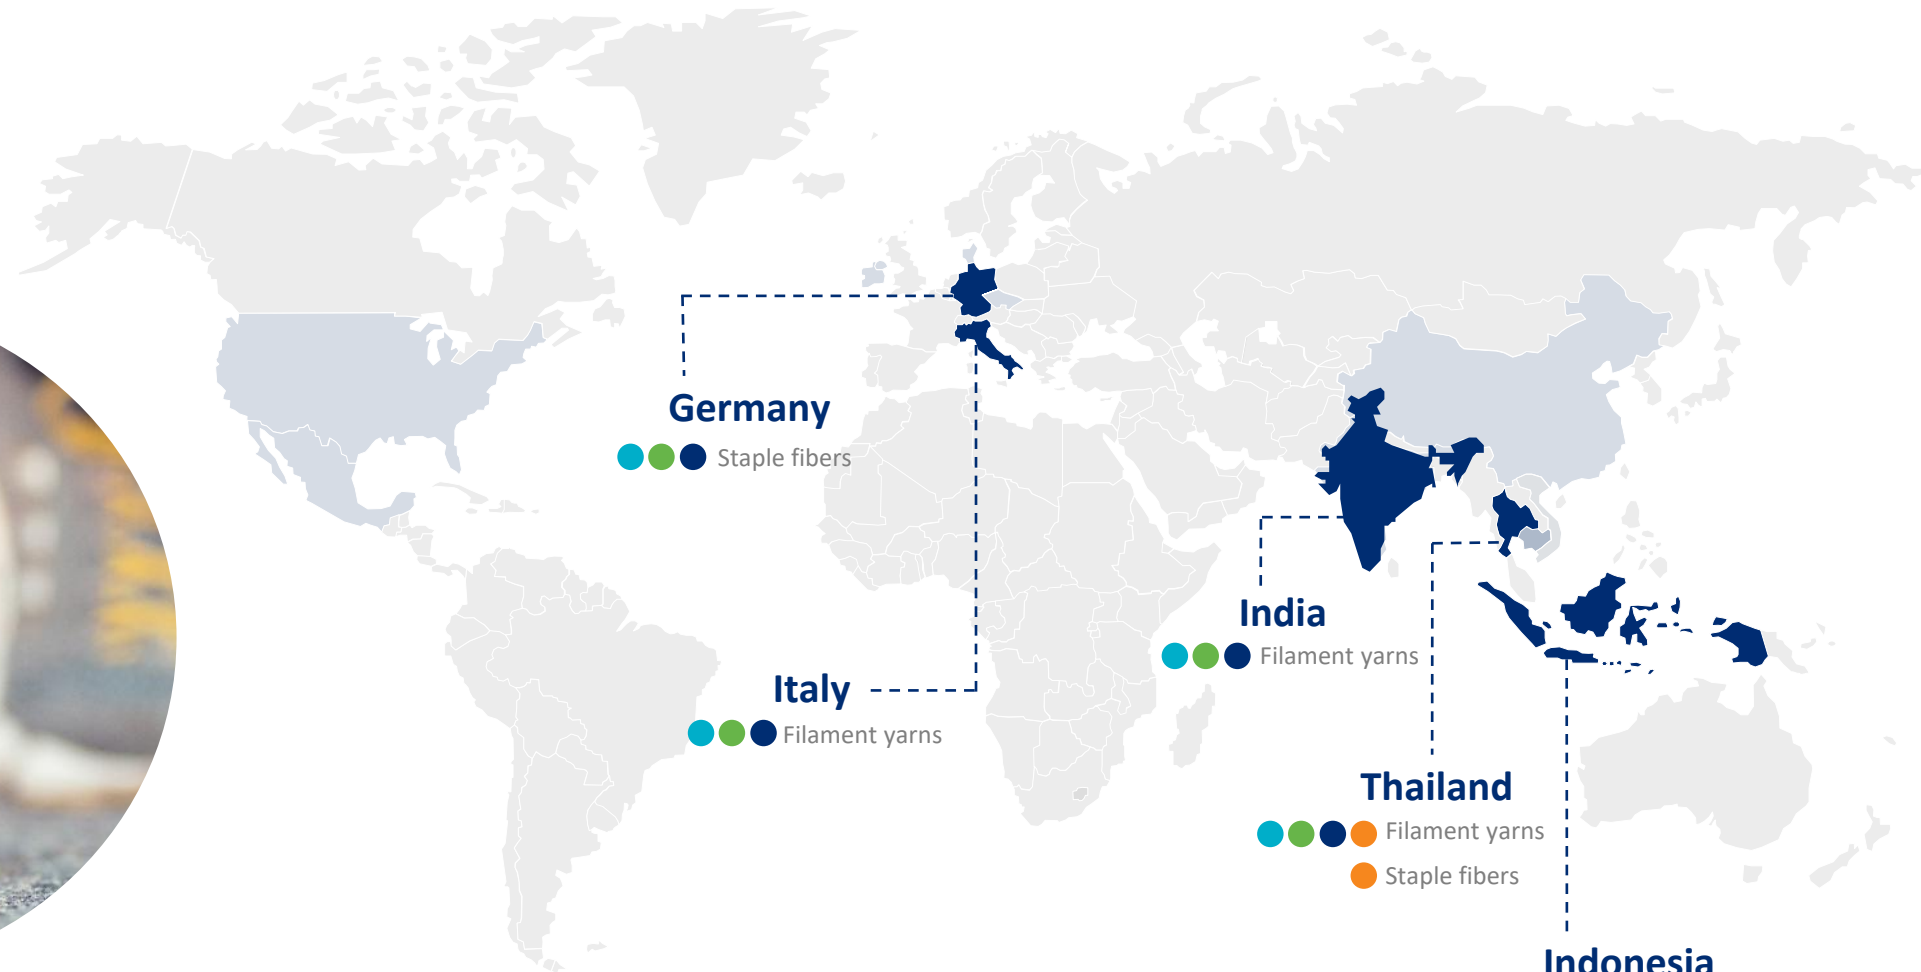 Germany
Staple fibers
India
Filament yarns
Italy
Filament yarns
Thailand
Filament yarns
Staple fibers
Indonesia